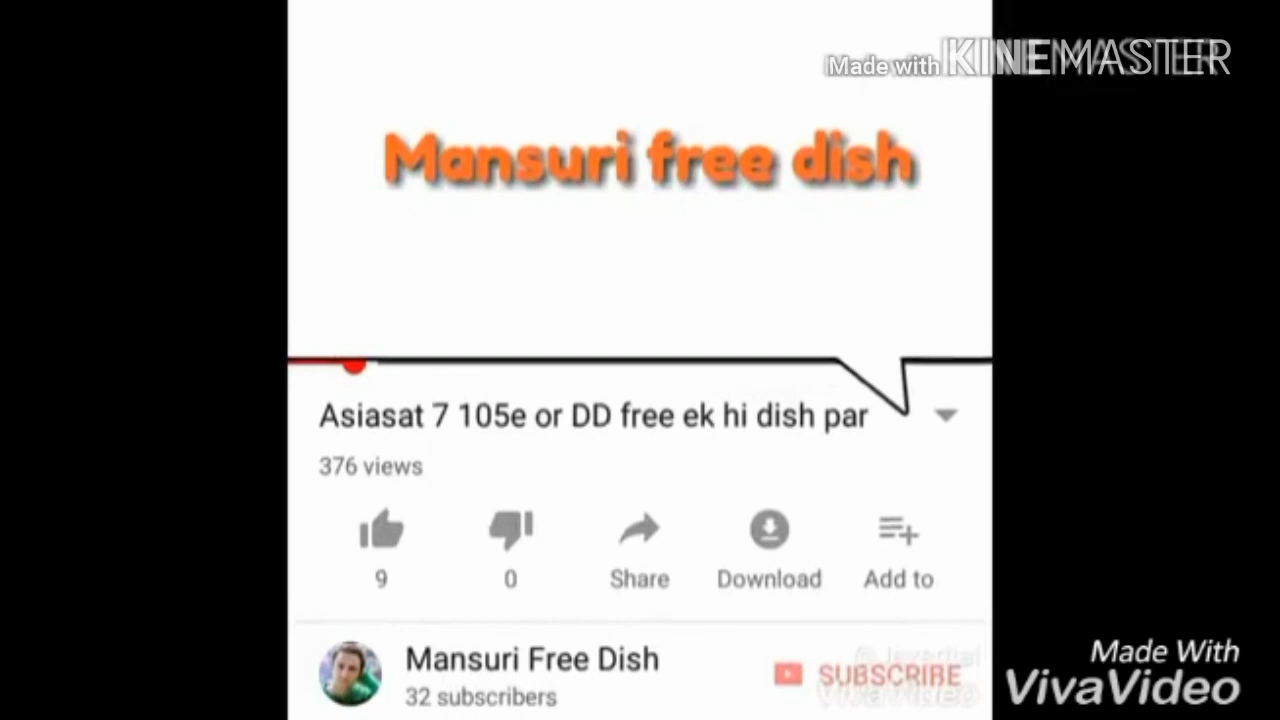 Made with KINEMASTER
Mansuri free dish
Asiasat 7 105e or DD free ek hi dish par
376 views
9
0
Share
Download
Add to
Mansuri Free Dish
SUBSCRIBE
32 subscribers
Made With
VivaVideo
VivaVideo